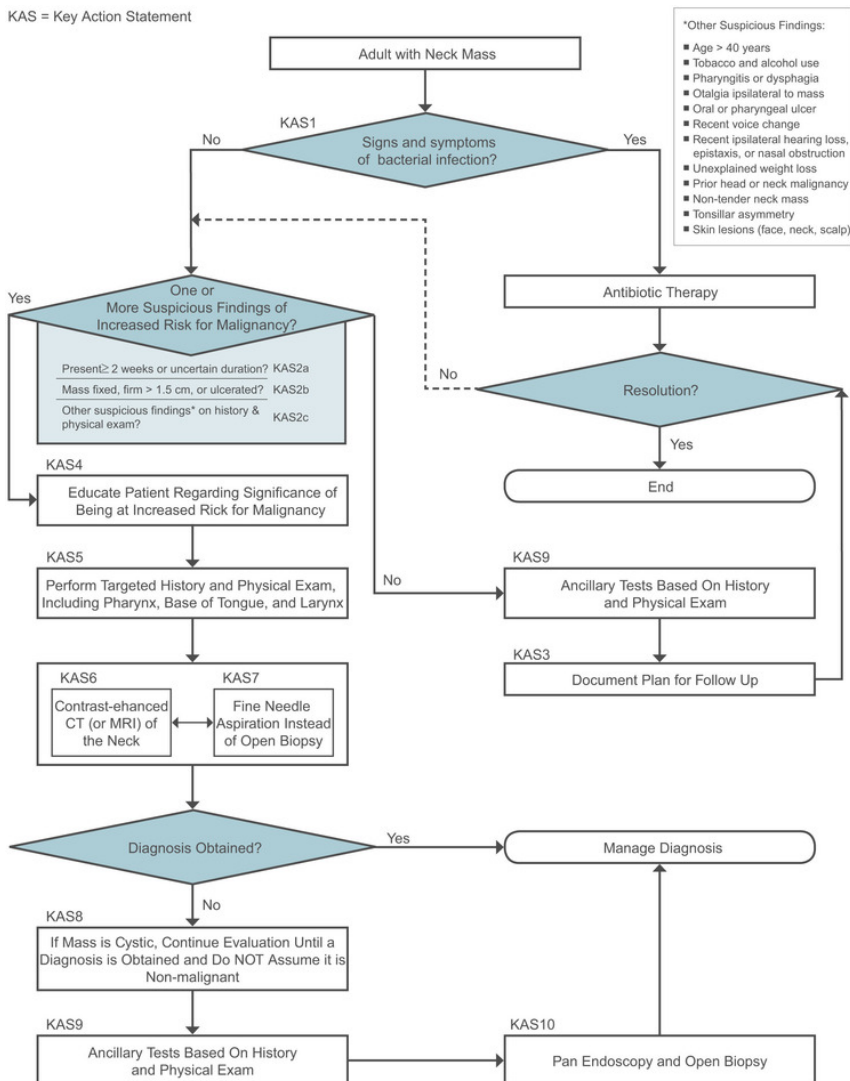 KAS = Key Action Statement
*Other Suspicious Findings:
■ Age > 40 years
■ Tobacco and alcohol use
■ Pharyngitis or dysphagia
■ Otalgia ipsilateral to mass
■ Oral or pharyngeal ulcer
■ Recent voice change
■ Recent ipsilateral hearing loss,
epistaxis, or nasal obstruction
■ Unexplained weight loss
■ Prior head or neck malignancy
■ Non-tender neck mass
■ Tonsillar asymmetry
■ Skin lesions (face, neck, scalp)
Adult with Neck Mass
KAS1
No
Signs and symptoms
of bacterial infection?
Yes
Yes
One or
More Suspicious Findings of
Increased Risk for Malignancy?
Present≥ 2 weeks or uncertain duration? KAS2a
Mass fixed, firm > 1.5 cm, or ulcerated? KAS2b
Other suspicious findings* on history &
physical exam?
KAS2c
Antibiotic Therapy
No
Resolution?
Yes
End
KAS4
Educate Patient Regarding Significance of
Being at Increased Rick for Malignancy
KAS5
Perform Targeted History and Physical Exam,
Including Pharynx, Base of Tongue, and Larynx
No
KAS9
Ancillary Tests Based On History
and Physical Exam
KAS3
Document Plan for Follow Up
KAS6
Contrast-ehanced
CT (or MRI) of
the Neck
KAS7
Fine Needle
Aspiration Instead
of Open Biopsy
Diagnosis Obtained?
Yes
Manage Diagnosis
No
KAS8
If Mass is Cystic, Continue Evaluation Until a
Diagnosis is Obtained and Do NOT Assume it is
Non-malignant
KAS9
Ancillary Tests Based On History
and Physical Exam
KAS10
Pan Endoscopy and Open Biopsy